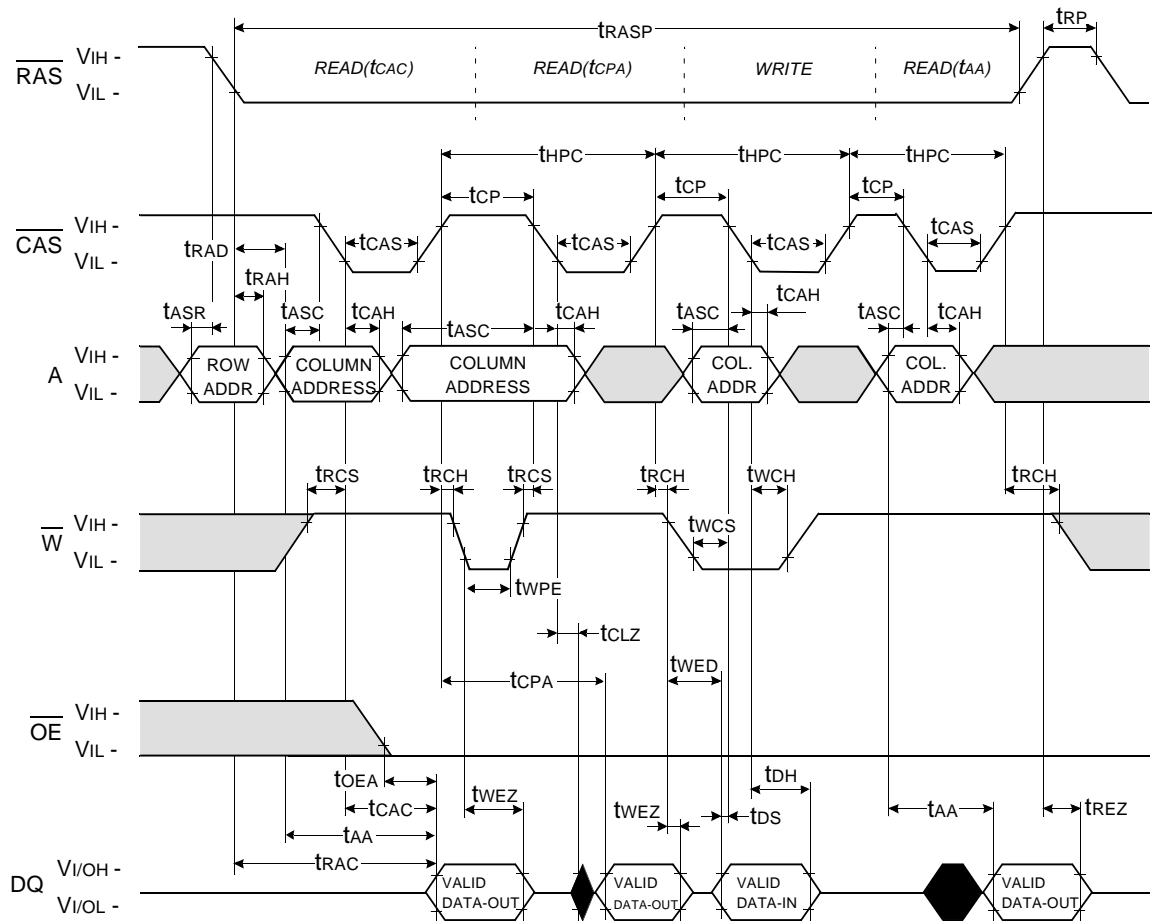 tRASP
tRP
RAS
VIH -
VIL -
READ(tCAC)
READ(tCPA)
WRITE
READ(tAA)
tHPC
tHPC
tHPC
tCP
tCP
tCP
CAS
VIH -
VIL -
tCAS
tCAS
tCAS
tCAS
tRAD
tRAH
tASR
tASC
tCAH
tASC
tCAH
tASC
tCAH
tASC
tCAH
A
VIH -
VIL -
ROW
ADDR
COLUMN
ADDRESS
COLUMN
ADDRESS
COL.
ADDR
COL.
ADDR
tRCS
tRCH
tRCS
tRCH
tWCH
tRCH
W
VIH -
VIL -
tWCS
tWPE
tCLZ
tCPA
tWED
OE
VIH -
VIL -
tOEA
tCAC
tAA
tRAC
tWEZ
tWEZ
tDH
tDS
tAA
tREZ
DQ
VI/OH -
VI/OL -
VALID
DATA-OUT
VALID
DATA-OUT
VALID
DATA-IN
VALID
DATA-OUT